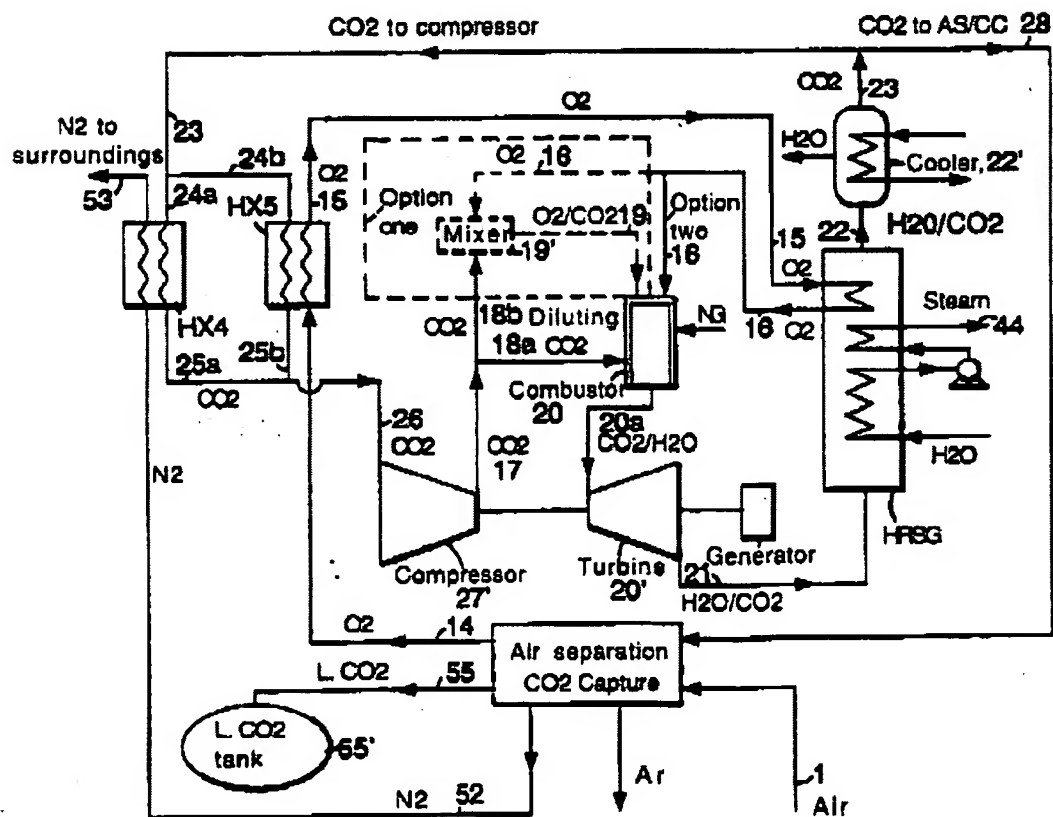 CO2 to compressor
CO2 to AS/CC 28
CO2
23
23
O2
N2 to
surroundings
53
24b
24a
HX5
O2
15
O2 16
H2O
Cooler, 22'
Option
one
O2/CO2 19
Mixer
19'
Option
two
16
15
O2
22
H20/CO2
HX4
CO2
18b Diluting
18a CO2
NG
16
O2
Steam
44
25a
25b
CO2
Combustor
20
20a
CO2/H2O
26
CO2
CO2
17
H2O
N2
HRSG
Compressor
27'
Turbine
20'
Generator
21
H2O/CO2
O2
14
Air separation
CO2 Capture
L. CO2
55
L. CO2
tank
55'
Ar
1
Air
N2
52